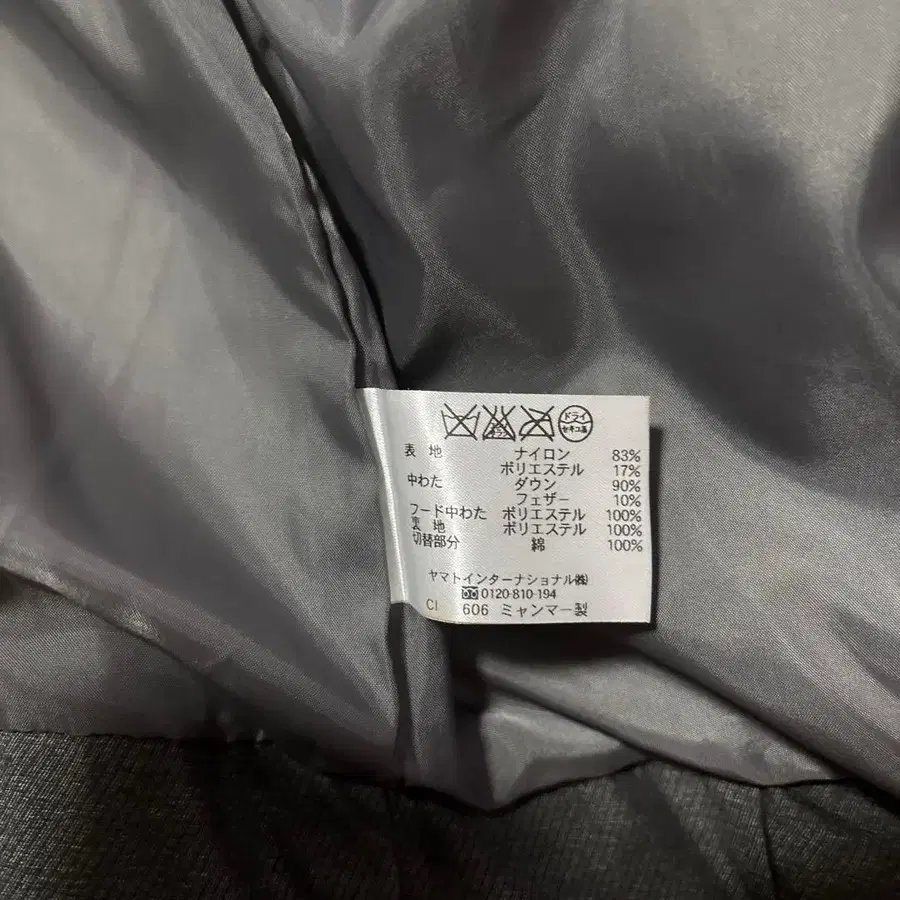 ドライ
セキユ系
表 地 ナイロン 83%
ポリエステル 17%
中わた ダウン 90%
フェザー 10%
フード中わた ポリエステル 100%
裏 地 ポリエステル 100%
切替部分 綿 100%
ヤマトインターナショナル㈱
0120-810-194
CI 606 ミャンマー製